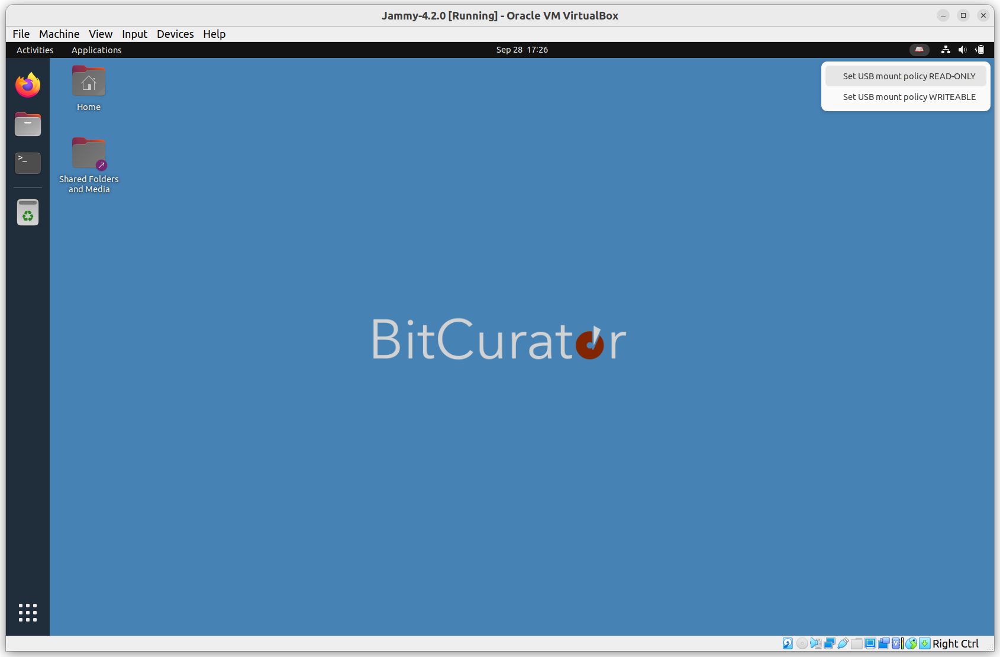 Jammy-4.2.0 [Running] - Oracle VM VirtualBox
File Machine View Input Devices Help
Activities Applications Sep 28 17:26
Set USB mount policy READ-ONLY
Set USB mount policy WRITEABLE
Home
>_
Shared Folders
and Media
BitCurator
V
Right Ctrl